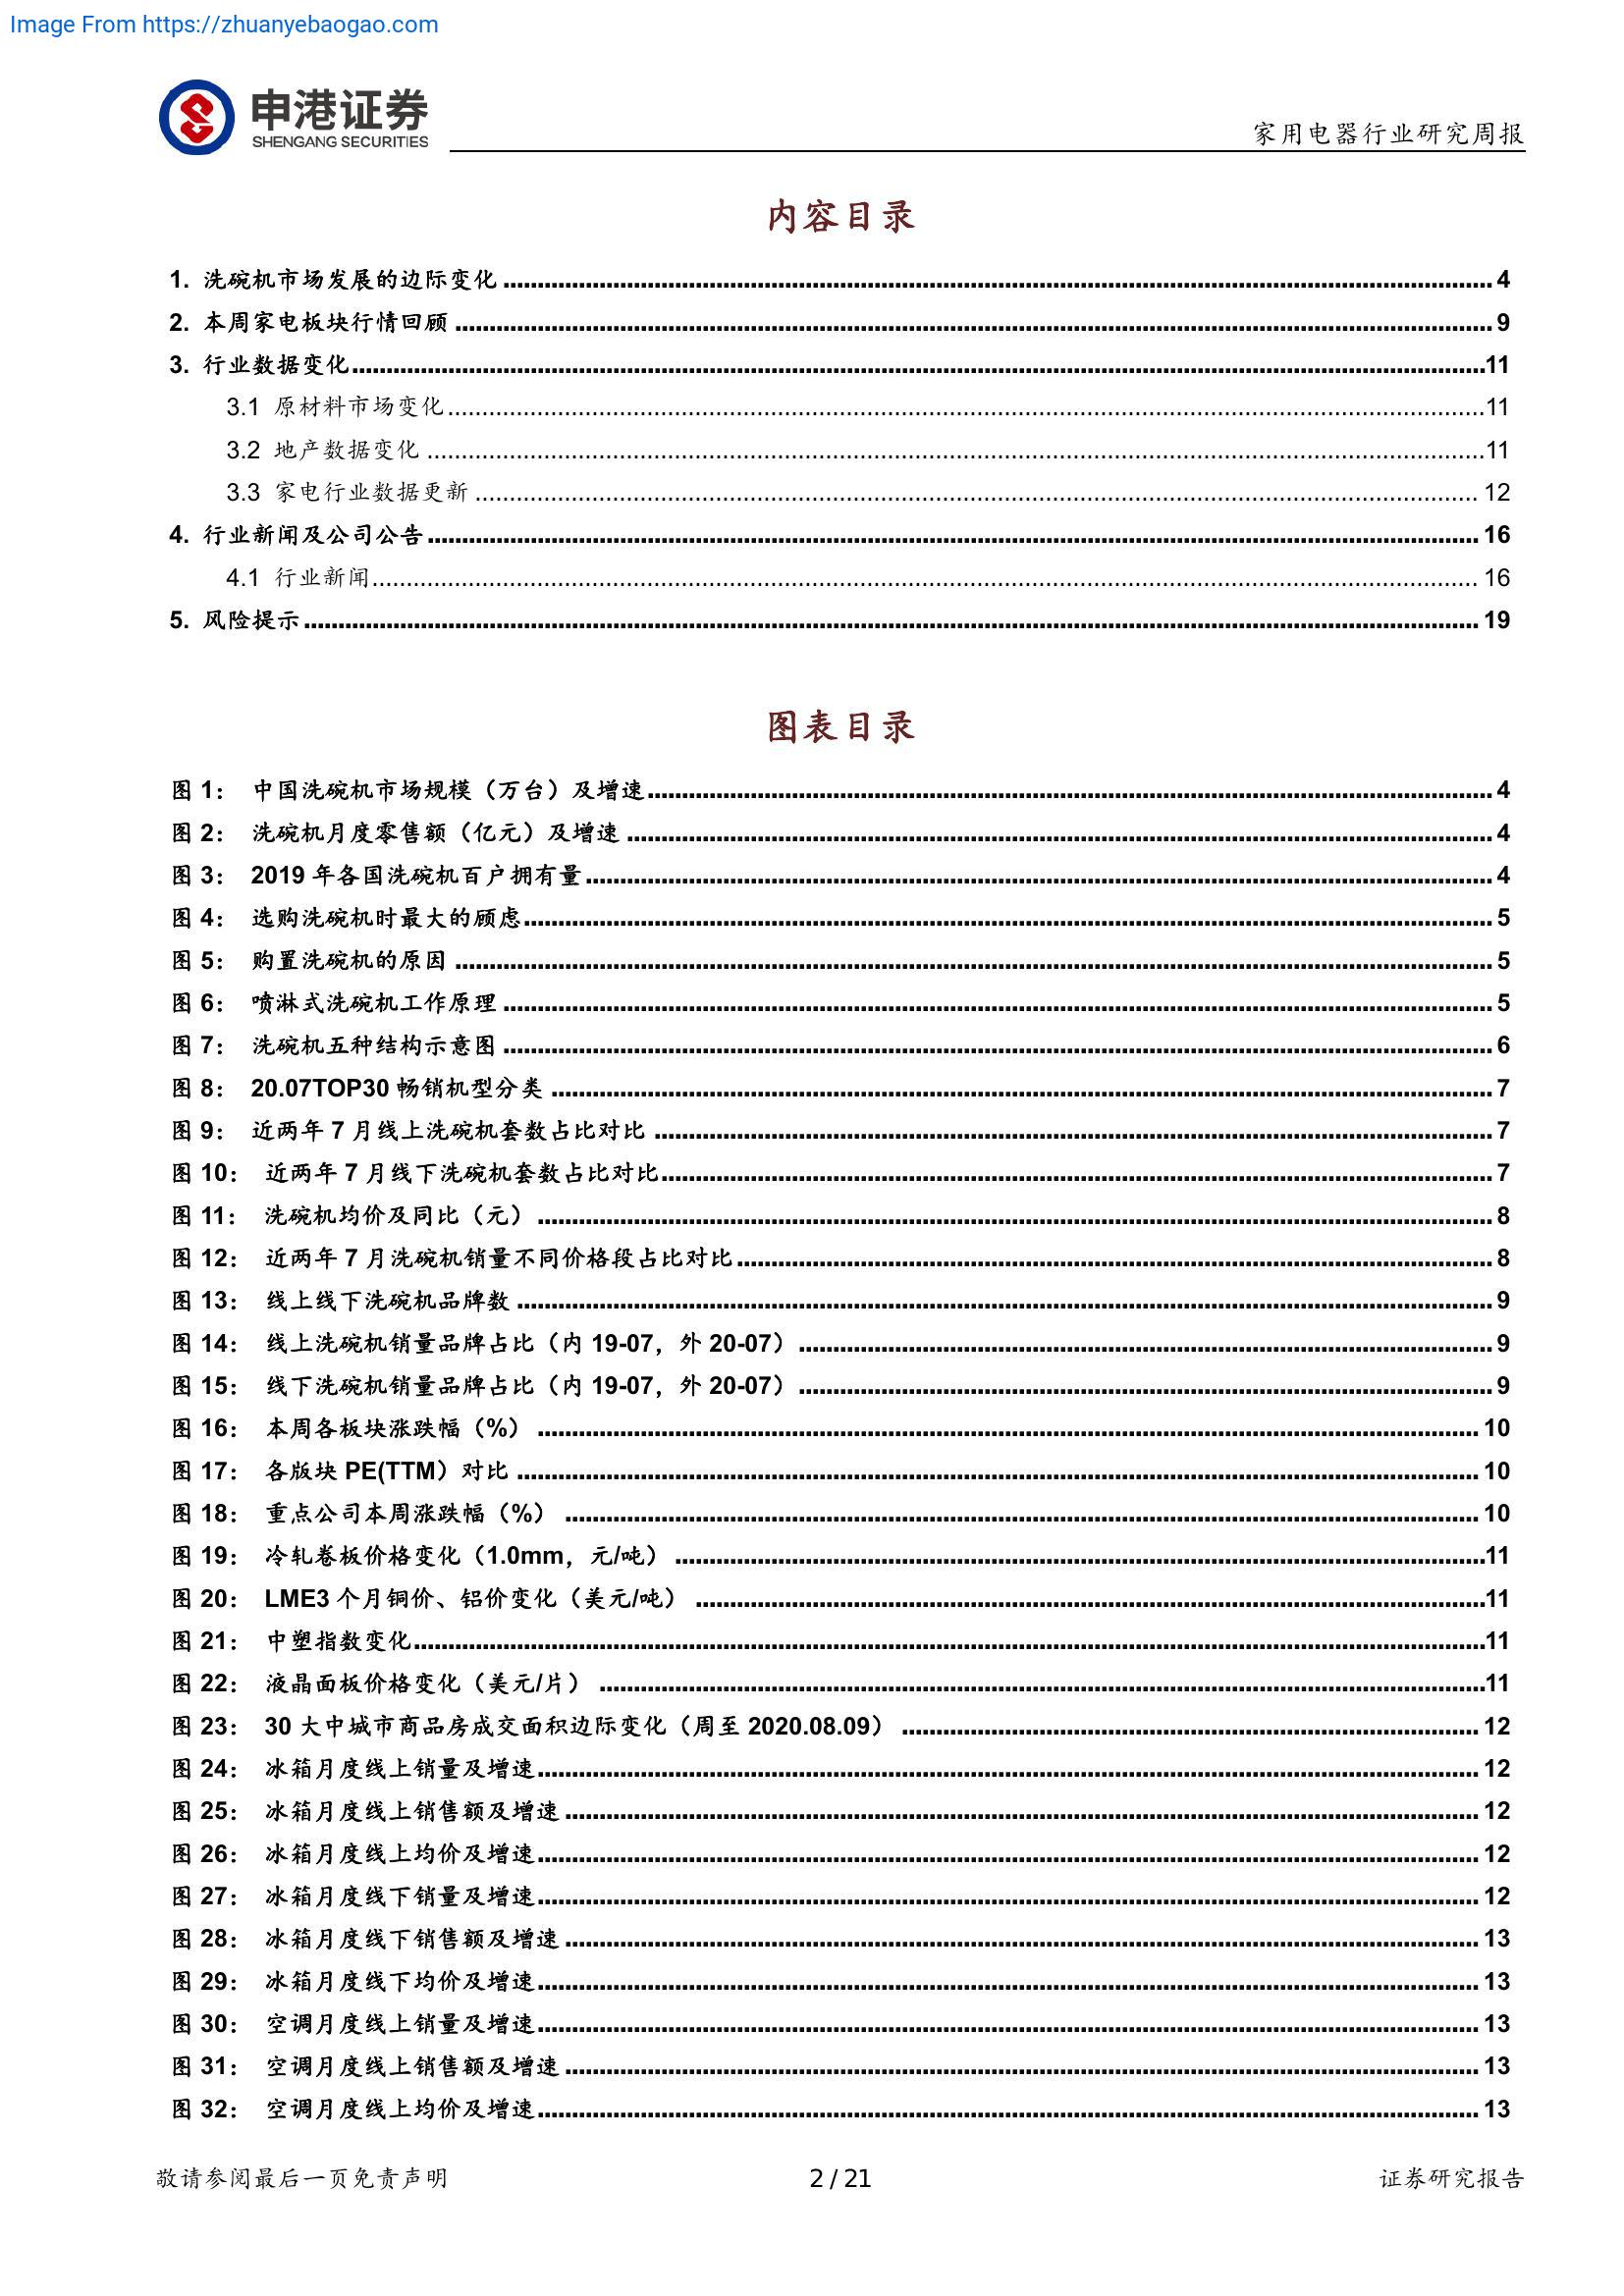 Image From https://zhuanyebaogao.com
申港证券
SHENGANG SECURITIES
家用电器行业研究周报
内容目录
1. 洗碗机市场发展的边际变化 4
2. 本周家电板块行情回顾 9
3. 行业数据变化 11
3.1 原材料市场变化 11
3.2 地产数据变化 11
3.3 家电行业数据更新 12
4. 行业新闻及公司公告 16
4.1 行业新闻 16
5. 风险提示 19
图表目录
图 1： 中国洗碗机市场规模（万台）及增速 4
图 2： 洗碗机月度零售额（亿元）及增速 4
图 3： 2019 年各国洗碗机百户拥有量 4
图 4： 选购洗碗机时最大的顾虑 5
图 5： 购置洗碗机的原因 5
图 6： 喷淋式洗碗机工作原理 5
图 7： 洗碗机五种结构示意图 6
图 8： 20.07TOP30 畅销机型分类 7
图 9： 近两年 7 月线上洗碗机套数占比对比 7
图 10： 近两年 7 月线下洗碗机套数占比对比 7
图 11： 洗碗机均价及同比（元） 8
图 12： 近两年 7 月洗碗机销量不同价格段占比对比 8
图 13： 线上线下洗碗机品牌数 9
图 14： 线上洗碗机销量品牌占比（内 19-07，外 20-07） 9
图 15： 线下洗碗机销量品牌占比（内 19-07，外 20-07） 9
图 16： 本周各板块涨跌幅（%） 10
图 17： 各版块 PE(TTM）对比 10
图 18： 重点公司本周涨跌幅（%） 10
图 19： 冷轧卷板价格变化（1.0mm，元/吨） 11
图 20： LME3 个月铜价、铝价变化（美元/吨） 11
图 21： 中塑指数变化 11
图 22： 液晶面板价格变化（美元/片） 11
图 23： 30 大中城市商品房成交面积边际变化（周至 2020.08.09） 12
图 24： 冰箱月度线上销量及增速 12
图 25： 冰箱月度线上销售额及增速 12
图 26： 冰箱月度线上均价及增速 12
图 27： 冰箱月度线下销量及增速 12
图 28： 冰箱月度线下销售额及增速 13
图 29： 冰箱月度线下均价及增速 13
图 30： 空调月度线上销量及增速 13
图 31： 空调月度线上销售额及增速 13
图 32： 空调月度线上均价及增速 13
敬请参阅最后一页免责声明 2 / 21 证券研究报告